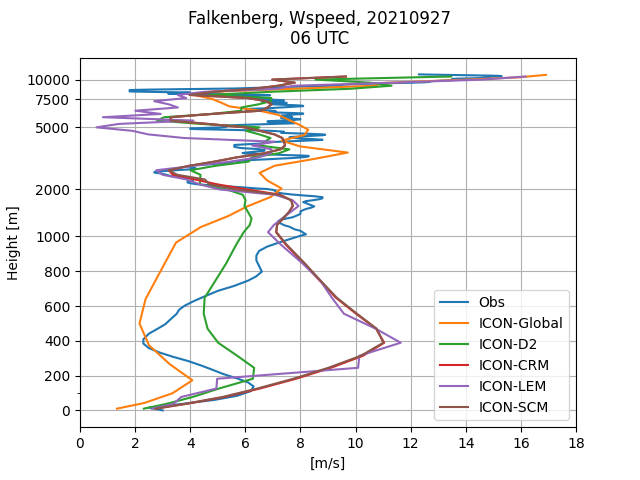 Falkenberg, Wspeed, 20210927
06 UTC
10000
7500
5000
2000
1000
800
600
400
200
0
Height [m]
Obs
ICON-Global
ICON-D2
ICON-CRM
ICON-LEM
ICON-SCM
0 2 4 6 8 10 12 14 16 18
[m/s]